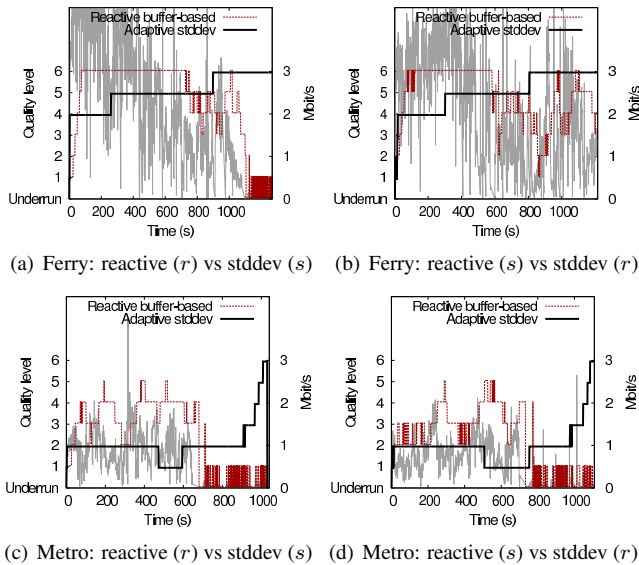 Reactive buffer-based
Adaptive stddev
6
5
4
3
2
1
Underrun
Quality level
3
2
1
0
Mbit/s
0 200 400 600 800 1000
Time (s)
(a) Ferry: reactive (r) vs stddev (s)
Reactive buffer-based
Adaptive stddev
6
5
4
3
2
1
Underrun
Quality level
3
2
1
0
Mbit/s
0 200 400 600 800 1000
Time (s)
(b) Ferry: reactive (s) vs stddev (r)
Reactive buffer-based
Adaptive stddev
6
5
4
3
2
1
Underrun
Quality level
3
2
1
0
Mbit/s
0 200 400 600 800 1000
Time (s)
(c) Metro: reactive (r) vs stddev (s)
Reactive buffer-based
Adaptive stddev
6
5
4
3
2
1
Underrun
Quality level
3
2
1
0
Mbit/s
0 200 400 600 800 1000
Time (s)
(d) Metro: reactive (s) vs stddev (r)